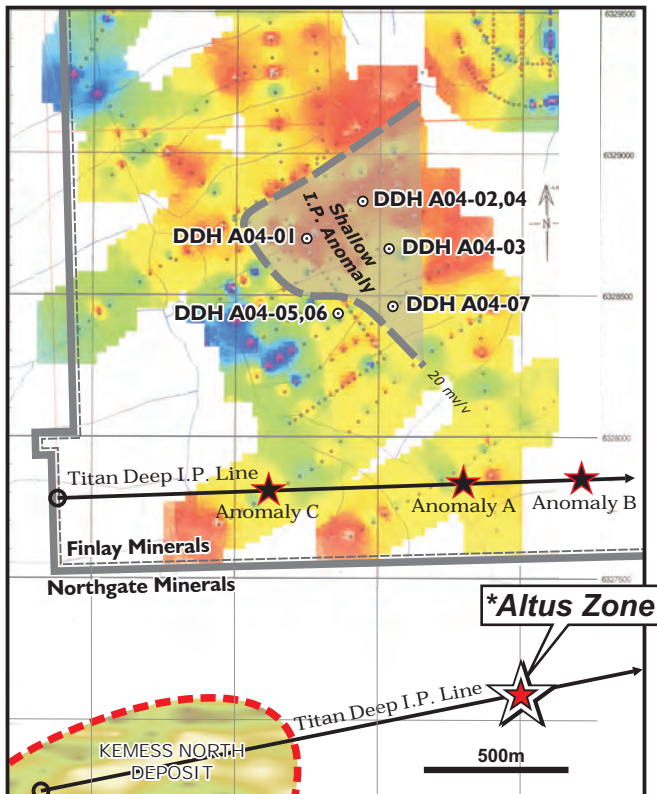 6329500
6329000
N
DDH A04-02,04
Shallow
I.P. Anomaly
DDH A04-01
DDH A04-03
6328500
DDH A04-07
DDH A04-05,06
20 mv/v
6328000
Titan Deep I.P. Line
Anomaly C
Anomaly A
Anomaly B
Finlay Minerals
6327500
Northgate Minerals
*Altus Zone
Titan Deep I.P. Line
KEMESS NORTH
DEPOSIT
500m